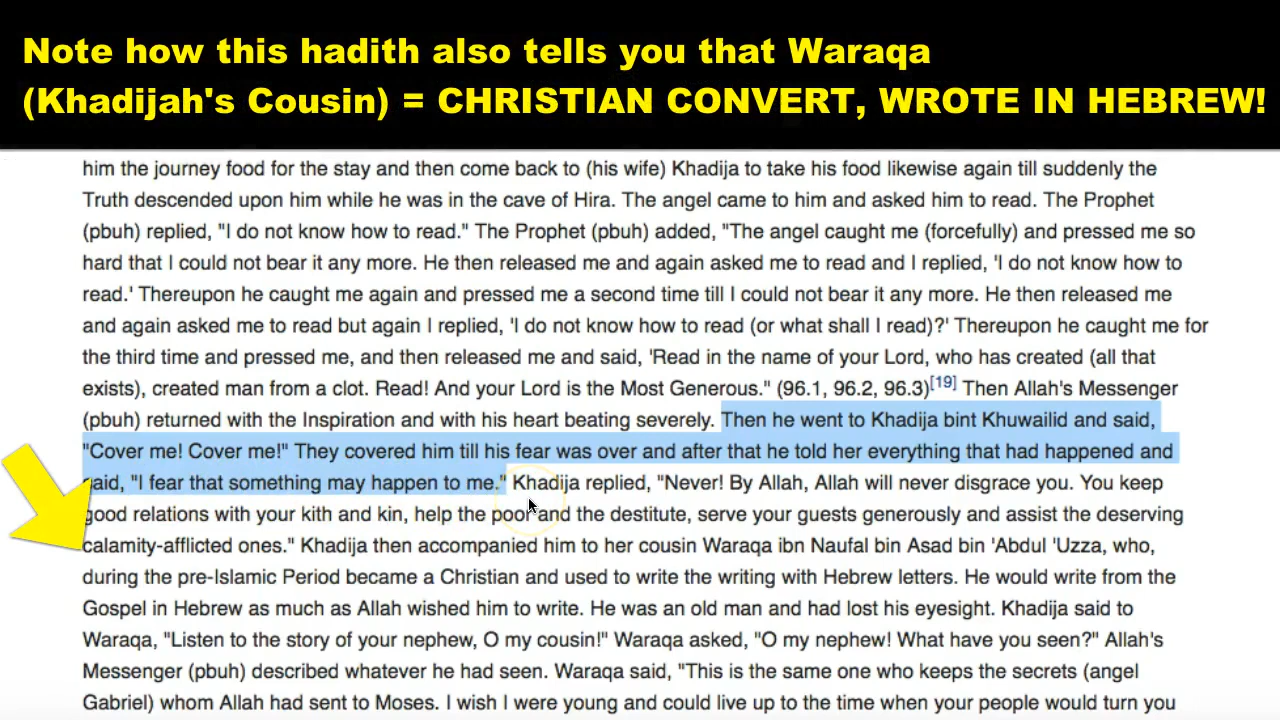 Note how this hadith also tells you that Waraqa
(Khadijah's Cousin) = CHRISTIAN CONVERT, WROTE IN HEBREW!
him the journey food for the stay and then come back to (his wife) Khadija to take his food likewise again till suddenly the
Truth descended upon him while he was in the cave of Hira. The angel came to him and asked him to read. The Prophet
(pbuh) replied, "I do not know how to read." The Prophet (pbuh) added, "The angel caught me (forcefully) and pressed me so
hard that I could not bear it any more. He then released me and again asked me to read and I replied, 'I do not know how to
read.' Thereupon he caught me again and pressed me a second time till I could not bear it any more. He then released me
and again asked me to read but again I replied, 'I do not know how to read (or what shall I read)?' Thereupon he caught me for
the third time and pressed me, and then released me and said, 'Read in the name of your Lord, who has created (all that
exists), created man from a clot. Read! And your Lord is the Most Generous." (96.1, 96.2, 96.3)[19] Then Allah's Messenger
(pbuh) returned with the Inspiration and with his heart beating severely. Then he went to Khadija bint Khuwailid and said,
"Cover me! Cover me!" They covered him till his fear was over and after that he told her everything that had happened and
said, "I fear that something may happen to me." Khadija replied, "Never! By Allah, Allah will never disgrace you. You keep
good relations with your kith and kin, help the poor and the destitute, serve your guests generously and assist the deserving
calamity-afflicted ones." Khadija then accompanied him to her cousin Waraqa ibn Naufal bin Asad bin 'Abdul 'Uzza, who,
during the pre-Islamic Period became a Christian and used to write the writing with Hebrew letters. He would write from the
Gospel in Hebrew as much as Allah wished him to write. He was an old man and had lost his eyesight. Khadija said to
Waraqa, "Listen to the story of your nephew, O my cousin!" Waraqa asked, "O my nephew! What have you seen?" Allah's
Messenger (pbuh) described whatever he had seen. Waraqa said, "This is the same one who keeps the secrets (angel
Gabriel) whom Allah had sent to Moses. I wish I were young and could live up to the time when your people would turn you